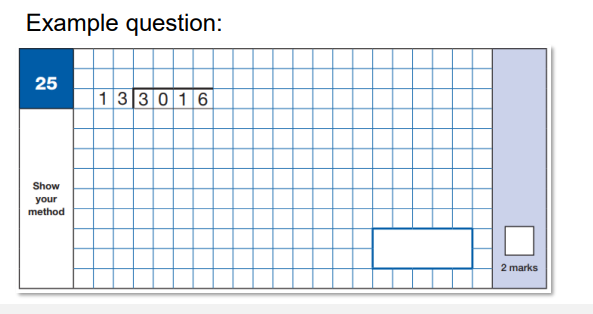 Example question:
25
1 3 3 0 1 6
Show
your
method
2 marks